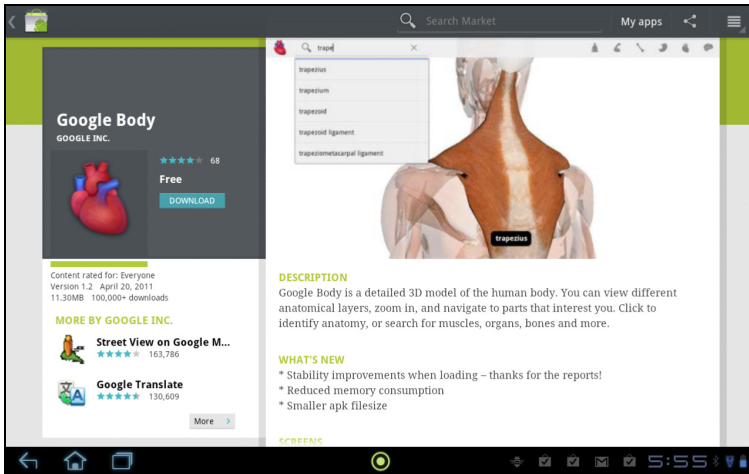 Search Market
My apps
Google Body
GOOGLE INC.
68
Free
DOWNLOAD
Content rated for: Everyone
Version 1.2 April 20, 2011
11.30MB 100,000+ downloads
MORE BY GOOGLE INC.
Street View on Google M...
163,786
Google Translate
130,609
More
trape
trapezius
trapezium
trapezoid
trapezoid ligament
trapeziometacarpal ligament
trapezius
DESCRIPTION
Google Body is a detailed 3D model of the human body. You can view different
anatomical layers, zoom in, and navigate to parts that interest you. Click to
identify anatomy, or search for muscles, organs, bones and more.
WHAT'S NEW
* Stability improvements when loading – thanks for the reports!
* Reduced memory consumption
* Smaller apk filesize
SCREENS
5:55